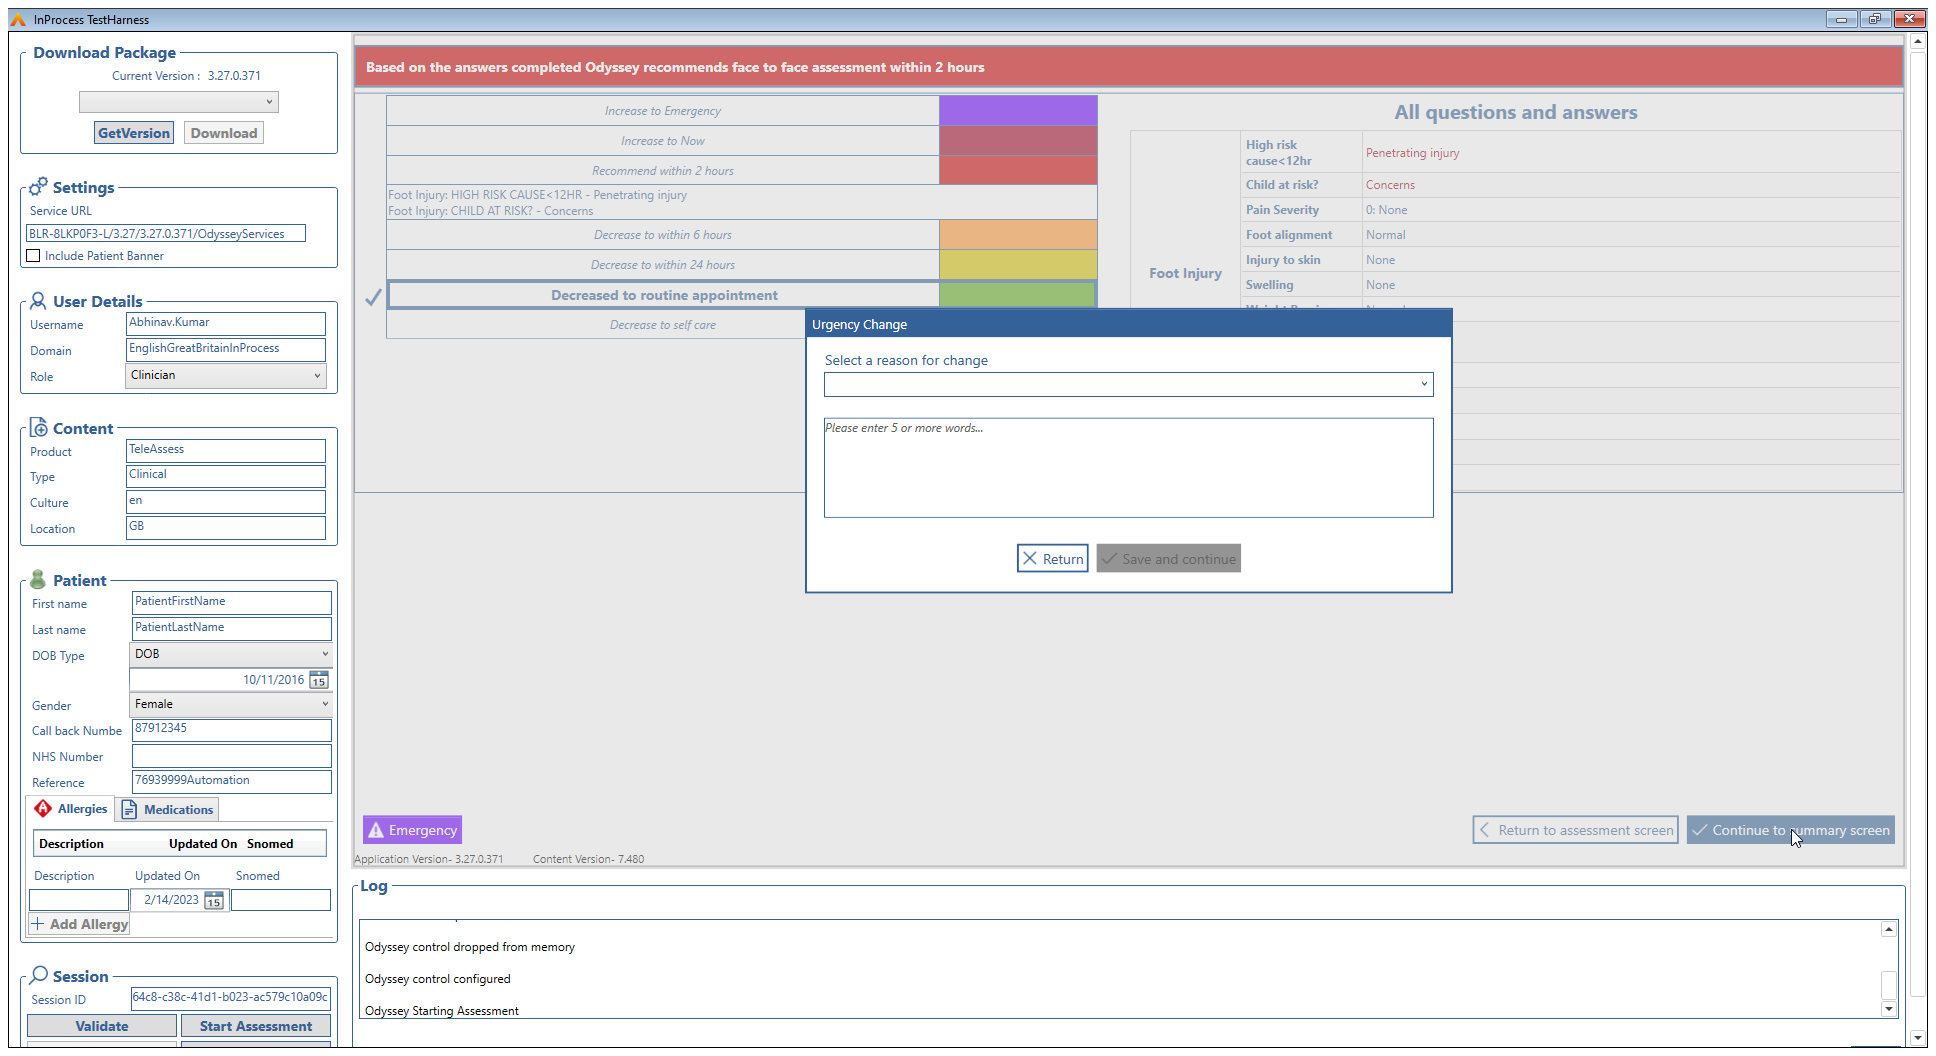 InProcess TestHarness
Download Package
Current Version : 3.27.0.371
GetVersion
Download
Settings
Service URL
BLR-8LKP0F3-L/3.27/3.27.0.371/OdysseyServices
Include Patient Banner
User Details
Username Abhinav.Kumar
Domain EnglishGreatBritainInProcess
Role Clinician
Content
Product TeleAssess
Type Clinical
Culture en
Location GB
Patient
First name PatientFirstName
Last name PatientLastName
DOB Type DOB
10/11/2016 15
Gender Female
Call back Numbe 87912345
NHS Number
Reference 76939999Automation
Allergies Medications
Description Updated On Snomed
Description Updated On Snomed
2/14/2023 15
Add Allergy
Session
Session ID 64c8-c38c-41d1-b023-ac579c10a09c
Validate Start Assessment
Based on the answers completed Odyssey recommends face to face assessment within 2 hours
Increase to Emergency
Increase to Now
Recommend within 2 hours
Foot Injury: HIGH RISK CAUSE<12HR - Penetrating injury
Foot Injury: CHILD AT RISK? - Concerns
Decrease to within 6 hours
Decrease to within 24 hours
Decreased to routine appointment
Decrease to self care
All questions and answers
Foot Injury
High risk
cause<12hr
Penetrating injury
Child at risk? Concerns
Pain Severity 0: None
Foot alignment Normal
Injury to skin None
Swelling None
Urgency Change
Select a reason for change
Please enter 5 or more words...
Return
Save and continue
Emergency
Return to assessment screen
Continue to summary screen
Application Version- 3.27.0.371 Content Version- 7.480
Log
Odyssey control dropped from memory
Odyssey control configured
Odyssey Starting Assessment